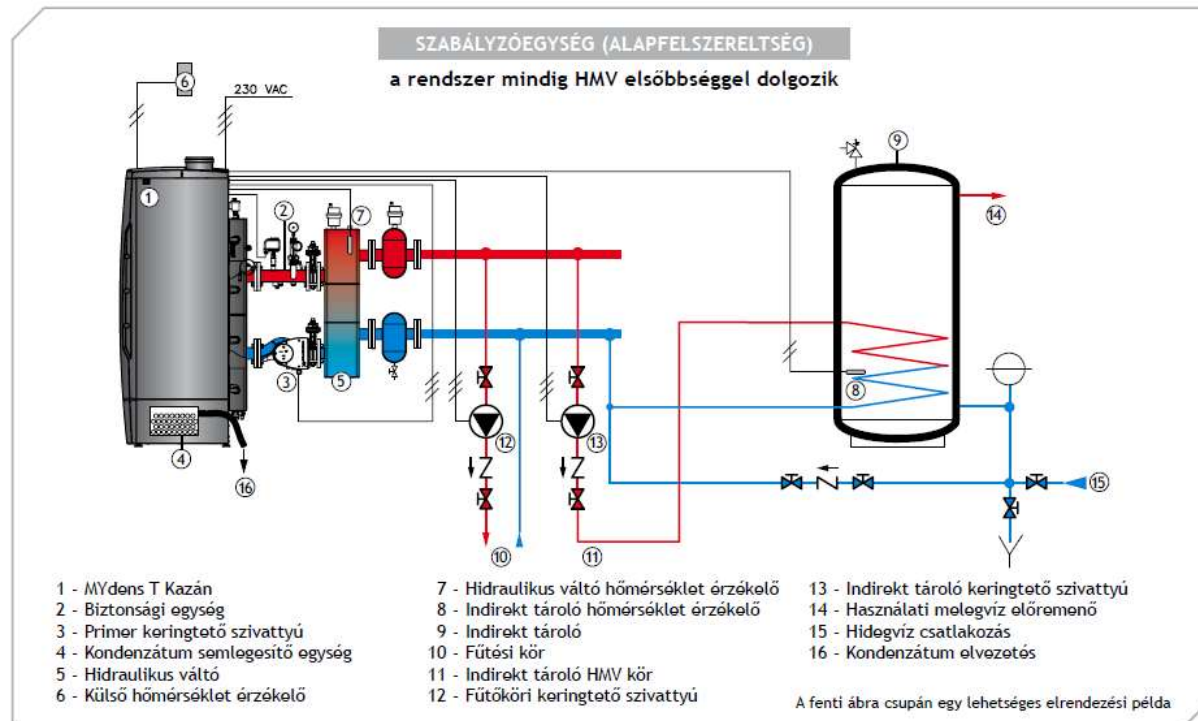 SZABÁLYZÓEGYSÉG (ALAPFELSZERELTSÉG)
a rendszer mindig HMV elsőbbséggel dolgozik
6
230 VAC
1
2
7
9
14
3
5
8
4
16
12
13
15
10
11
1 - MYdens T Kazán
2 - Biztonsági egység
3 - Primer keringtető szivattyú
4 - Kondenzátum semlegesítő egység
5 - Hidraulikus váltó
6 - Külső hőmérséklet érzékelő
7 - Hidraulikus váltó hőmérséklet érzékelő
8 - Indirekt tároló hőmérséklet érzékelő
9 - Indirekt tároló
10 - Fűtési kör
11 - Indirekt tároló HMV kör
12 - Fűtőköri keringtető szivattyú
13 - Indirekt tároló keringtető szivattyú
14 - Használati melegvíz előremenő
15 - Hidegvíz csatlakozás
16 - Kondenzátum elvezetés
A fenti ábra csupán egy lehetséges elrendezési példa